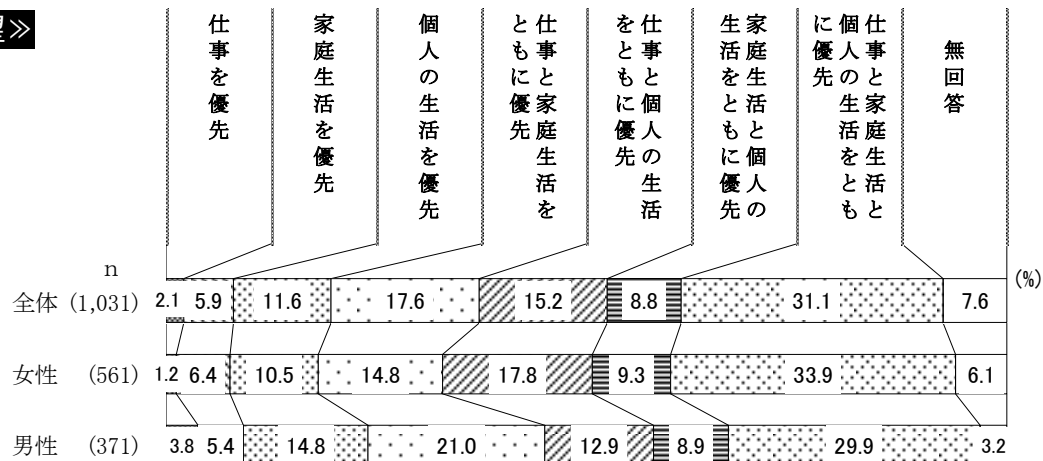 望≫
仕事を優先
家庭生活を優先
個人の生活を優先
仕事と家庭生活を
ともに優先
仕事と個人の生活
をともに優先
家庭生活と個人の
生活をともに優先
仕事と家庭生活と
個人の生活をとも
に優先
無回答
n
(%)
全体 (1,031) 2.1 5.9 11.6 17.6 15.2 8.8 31.1 7.6
女性 (561) 1.2 6.4 10.5 14.8 17.8 9.3 33.9 6.1
男性 (371) 3.8 5.4 14.8 21.0 12.9 8.9 29.9 3.2